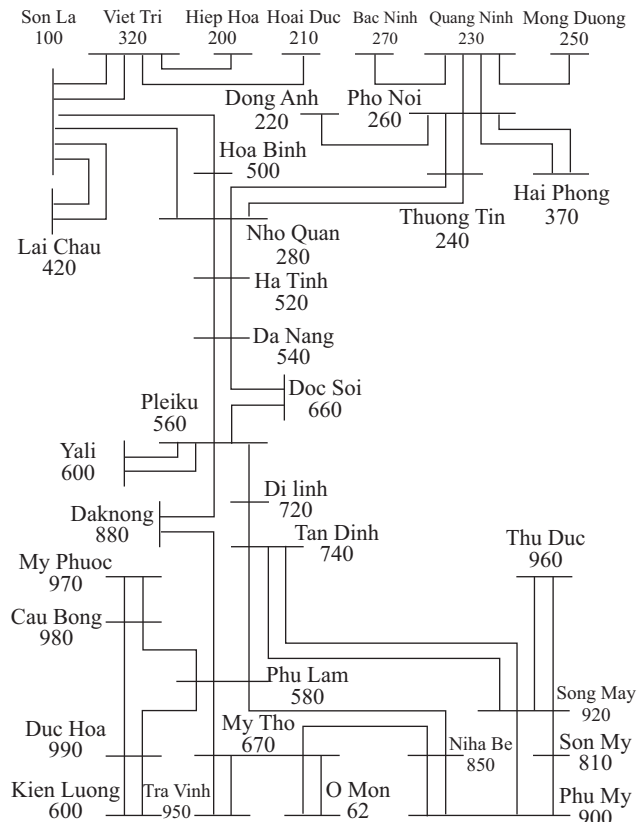 Son La
100
Viet Tri
320
Hiep Hoa
200
Hoai Duc
210
Bac Ninh
270
Quang Ninh
230
Mong Duong
250
Dong Anh
220
Pho Noi
260
Hoa Binh
500
Hai Phong
370
Thuong Tin
240
Lai Chau
420
Nho Quan
280
Ha Tinh
520
Da Nang
540
Doc Soi
660
Pleiku
560
Yali
600
Di linh
720
Daknong
880
Tan Dinh
740
Thu Duc
960
My Phuoc
970
Cau Bong
980
Phu Lam
580
Song May
920
Duc Hoa
990
My Tho
670
Niha Be
850
Son My
810
Kien Luong
600
Tra Vinh
950
O Mon
62
Phu My
900